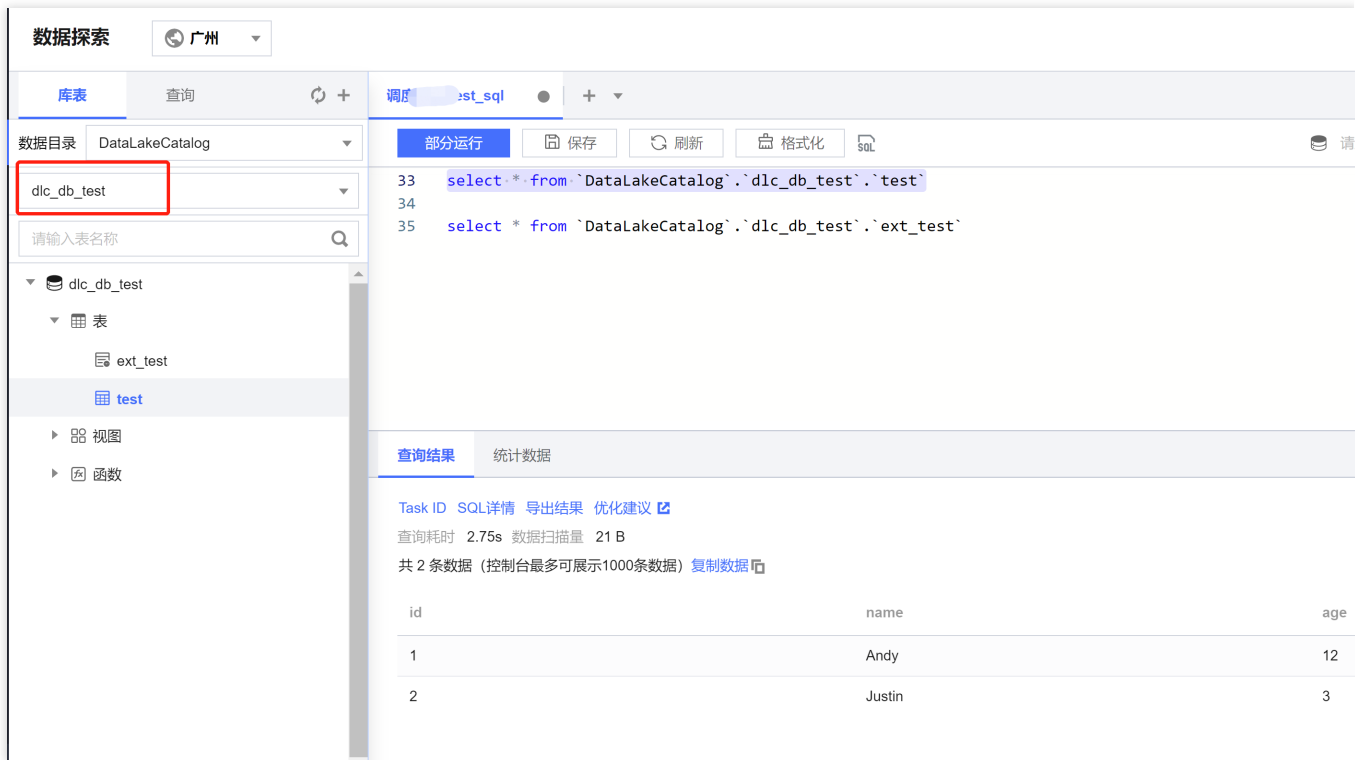 数据探索 广州
库表 查询
数据目录 DataLakeCatalog
dlc_db_test
请输入表名称
dlc_db_test
表
ext_test
test
视图
函数
调度 est_sql
部分运行 保存 刷新 格式化 SQL 请
33 select * from `DataLakeCatalog`.`dlc_db_test`.`test`
34
35 select * from `DataLakeCatalog`.`dlc_db_test`.`ext_test`
查询结果 统计数据
Task ID SQL详情 导出结果 优化建议
查询耗时 2.75s 数据扫描量 21 B
共 2 条数据（控制台最多可展示1000条数据）复制数据
id name age
1 Andy 12
2 Justin 3